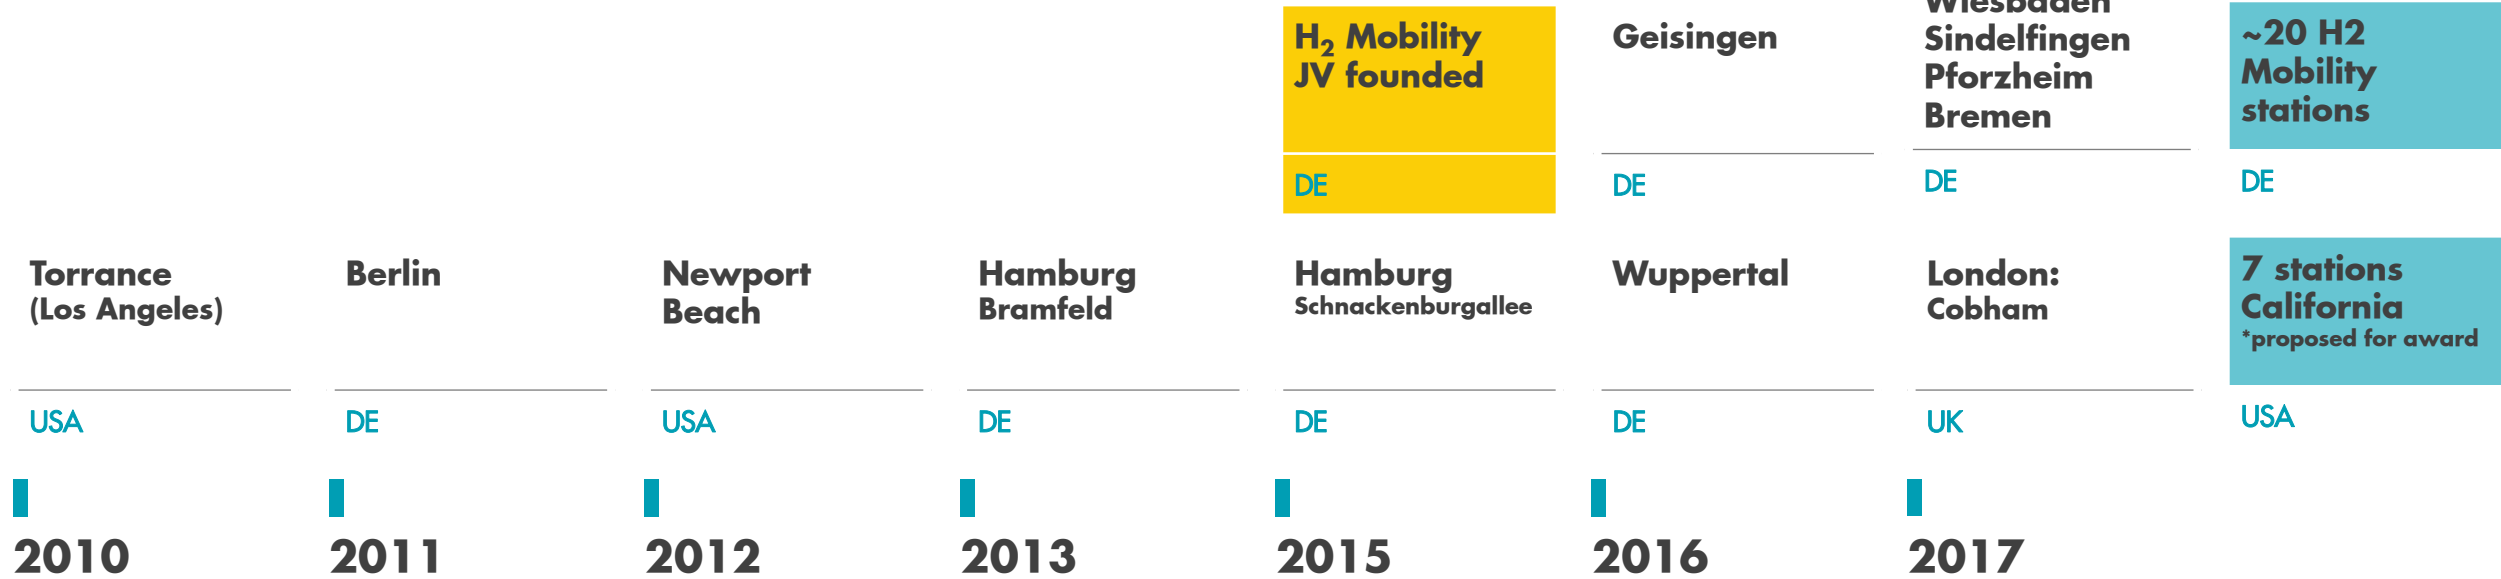 H2 Mobility
JV founded
DE
Geisingen
DE
Wiesbaden
Sindelfingen
Pforzheim
Bremen
DE
~20 H2
Mobility
stations
DE
Torrance
(Los Angeles)
USA
Berlin
DE
Newport
Beach
USA
Hamburg
Bramfeld
DE
Hamburg
Schnackenburgallee
DE
Wuppertal
DE
London:
Cobham
UK
7 stations
California
*proposed for award
USA
2010
2011
2012
2013
2015
2016
2017